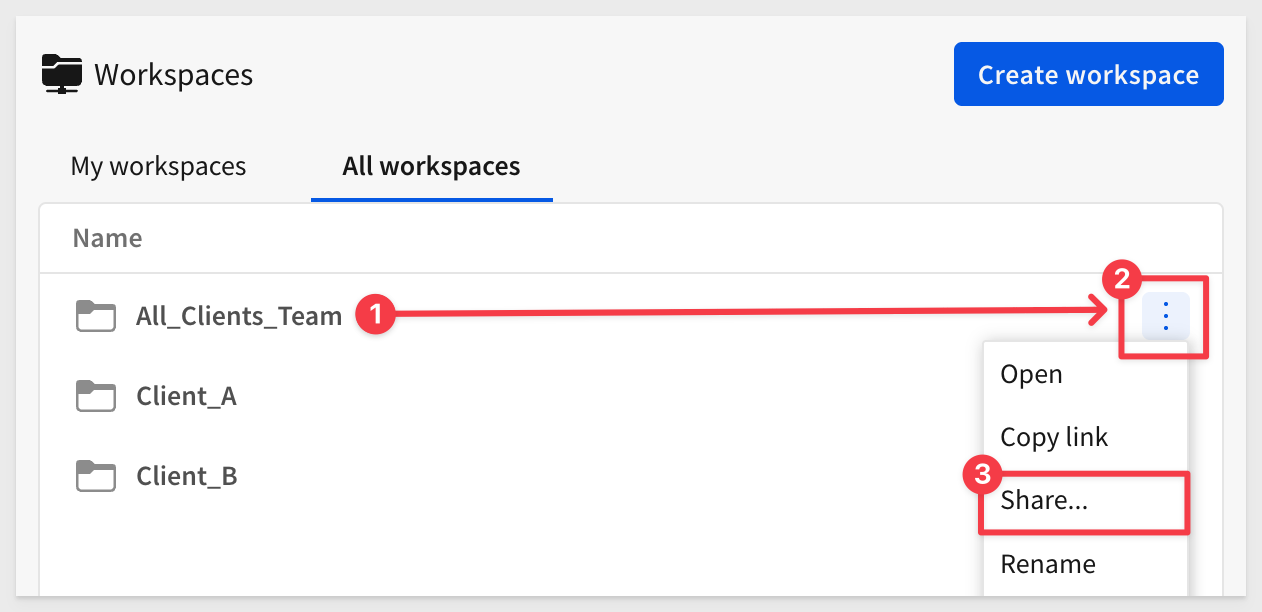 Workspaces
Create workspace
My workspaces
All workspaces
Name
All_Clients_Team
1
2
Open
Client_A
Copy link
Client_B
3
Share...
Rename